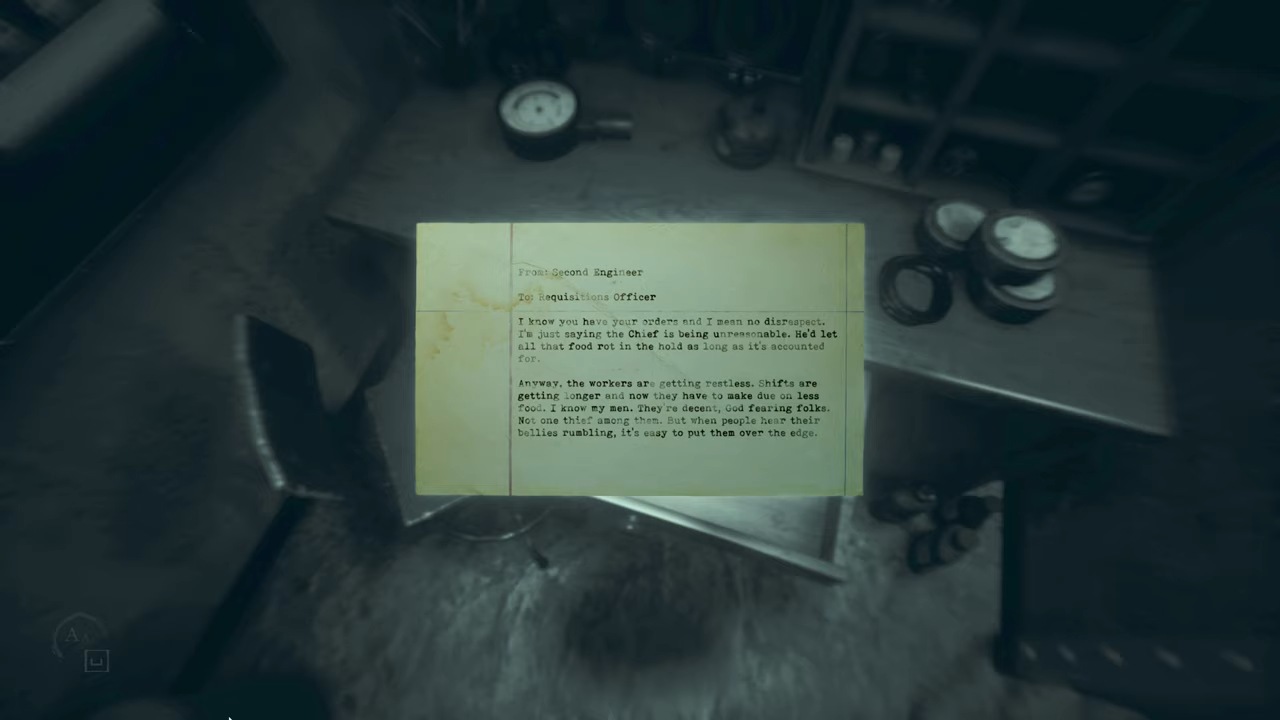 From: Second Engineer
To: Requisitions Officer
I know you have your orders and I mean no disrespect.
I'm just saying the Chief is being unreasonable. He'd let
all that food rot in the hold as long as it's accounted
for.
Anyway, the workers are getting restless. Shifts are
getting longer and now they have to make due on less
food. I know my men. They're decent, God fearing folks.
Not one thief among them. But when people hear their
bellies rumbling, it's easy to put them over the edge.
A A